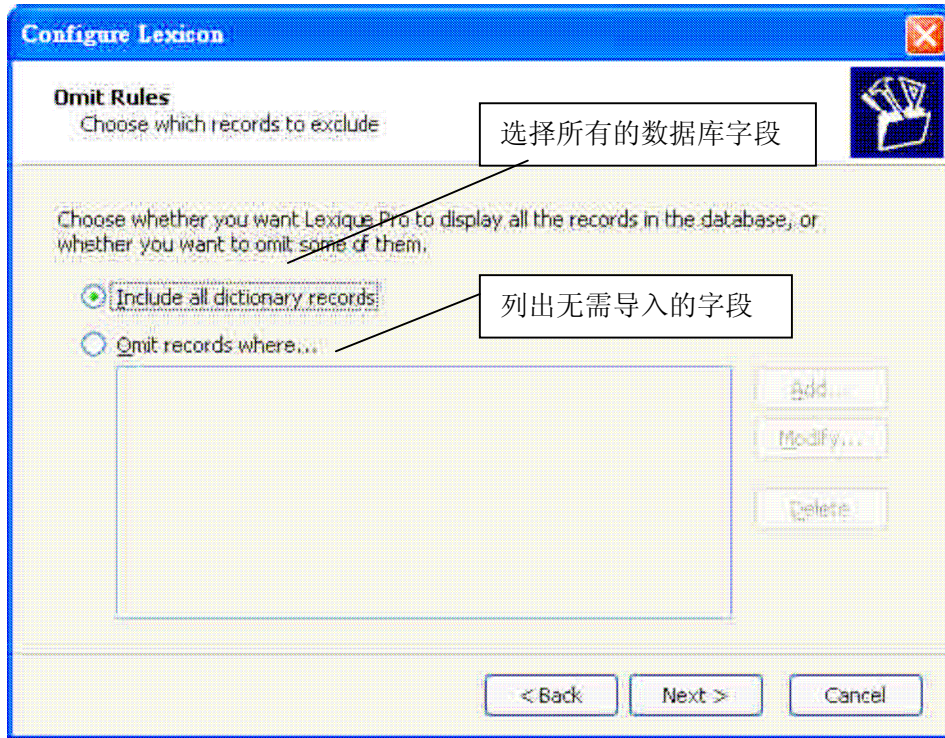 Configure Lexicon
Omit Rules
Choose which records to exclude
选择所有的数据库字段
Choose whether you want Lexique Pro to display all the records in the database, or
whether you want to omit some of them.
Include all dictionary records
列出无需导入的字段
Omit records where...
Add...
Modify...
Delete
< Back
Next >
Cancel